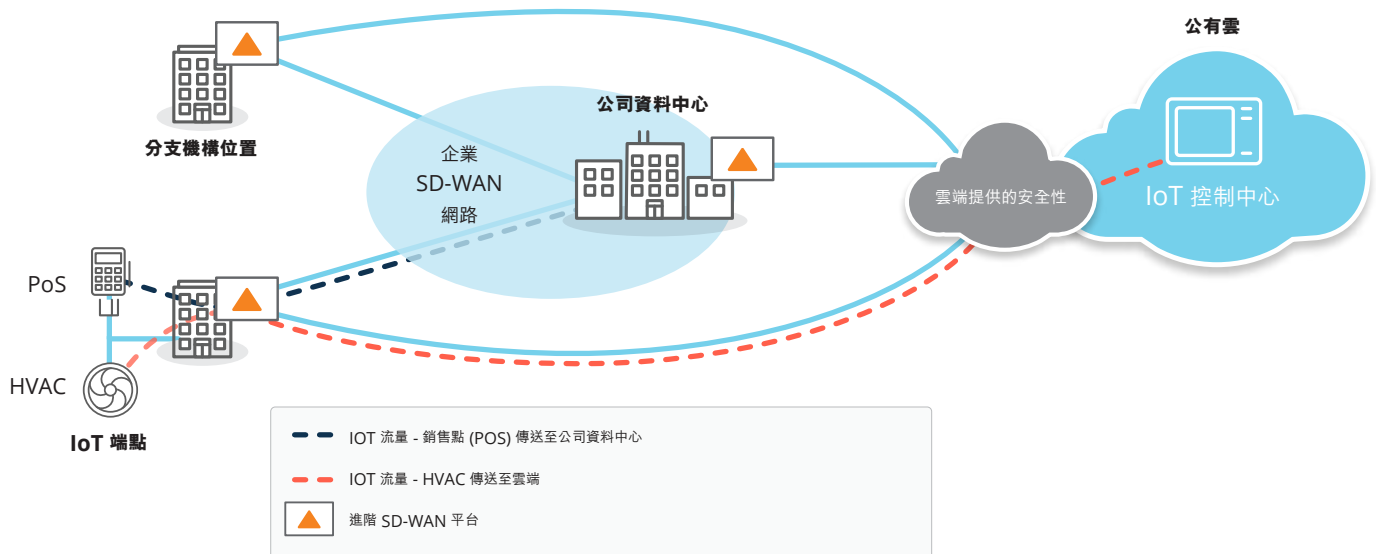 公有雲
公司資料中心
分支機構位置
企業
SD-WAN
網路
雲端提供的安全性
IoT 控制中心
PoS
HVAC
IoT 端點
IOT 流量 - 銷售點 (POS) 傳送至公司資料中心
IOT 流量 - HVAC 傳送至雲端
進階 SD-WAN 平台